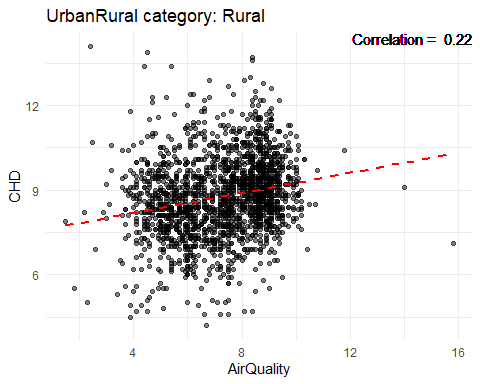 UrbanRural category: Rural
Correlation = 0.22
12
9
6
CHD
4
8
12
16
AirQuality